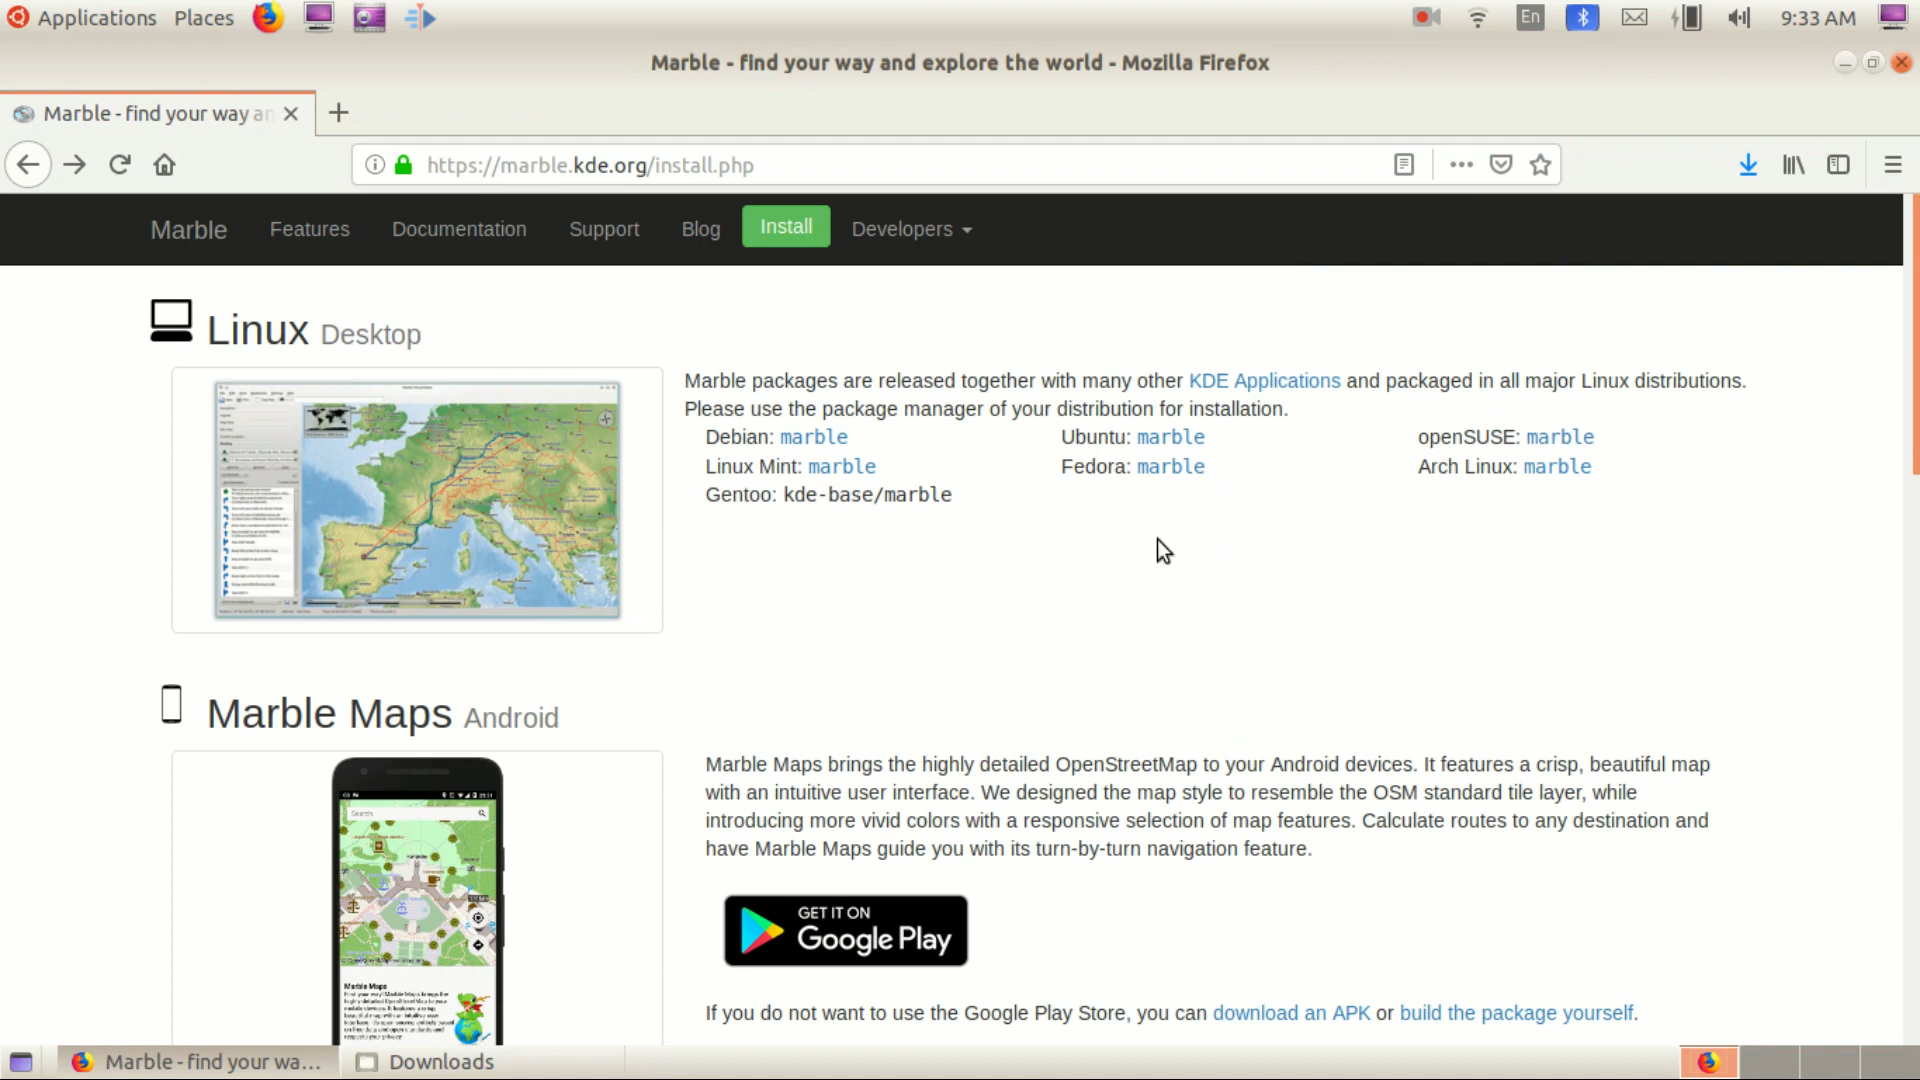 Applications Places
En
9:33 AM
Marble - find your way and explore the world - Mozilla Firefox
Marble - find your way an
https://marble.kde.org/install.php
Marble Features Documentation Support Blog Install Developers
Linux Desktop
Marble packages are released together with many other KDE Applications and packaged in all major Linux distributions.
Please use the package manager of your distribution for installation.
Debian: marble Ubuntu: marble openSUSE: marble
Linux Mint: marble Fedora: marble Arch Linux: marble
Gentoo: kde-base/marble
Marble Maps Android
Search
Marble Maps brings the highly detailed OpenStreetMap to your Android devices. It features a crisp, beautiful map
with an intuitive user interface. We designed the map style to resemble the OSM standard tile layer, while
introducing more vivid colors with a responsive selection of map features. Calculate routes to any destination and
have Marble Maps guide you with its turn-by-turn navigation feature.
GET IT ON
Google Play
Marble Maps
If you do not want to use the Google Play Store, you can download an APK or build the package yourself.
Marble - find your wa...
Downloads